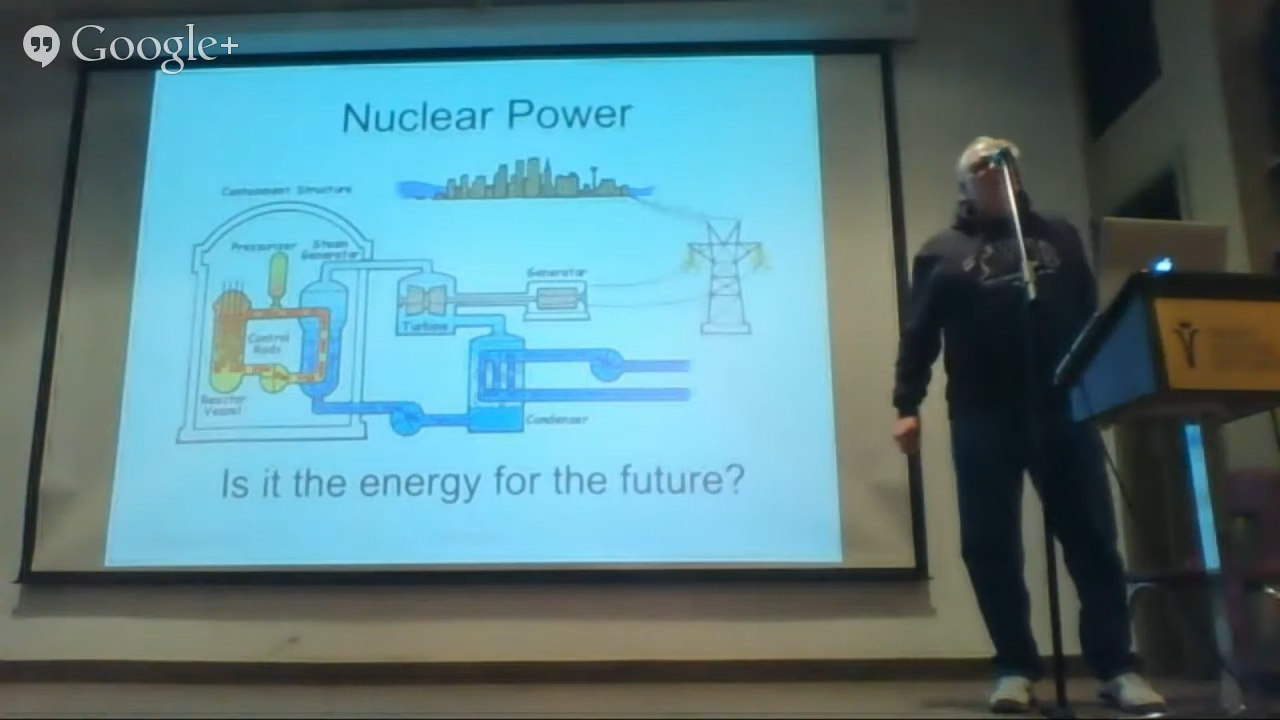 Google+
Nuclear Power
Containment Structure
Pressurizer
Steam
Generator
Generator
Turbine
Control
Rods
Reactor
Vessel
Condenser
Is it the energy for the future?